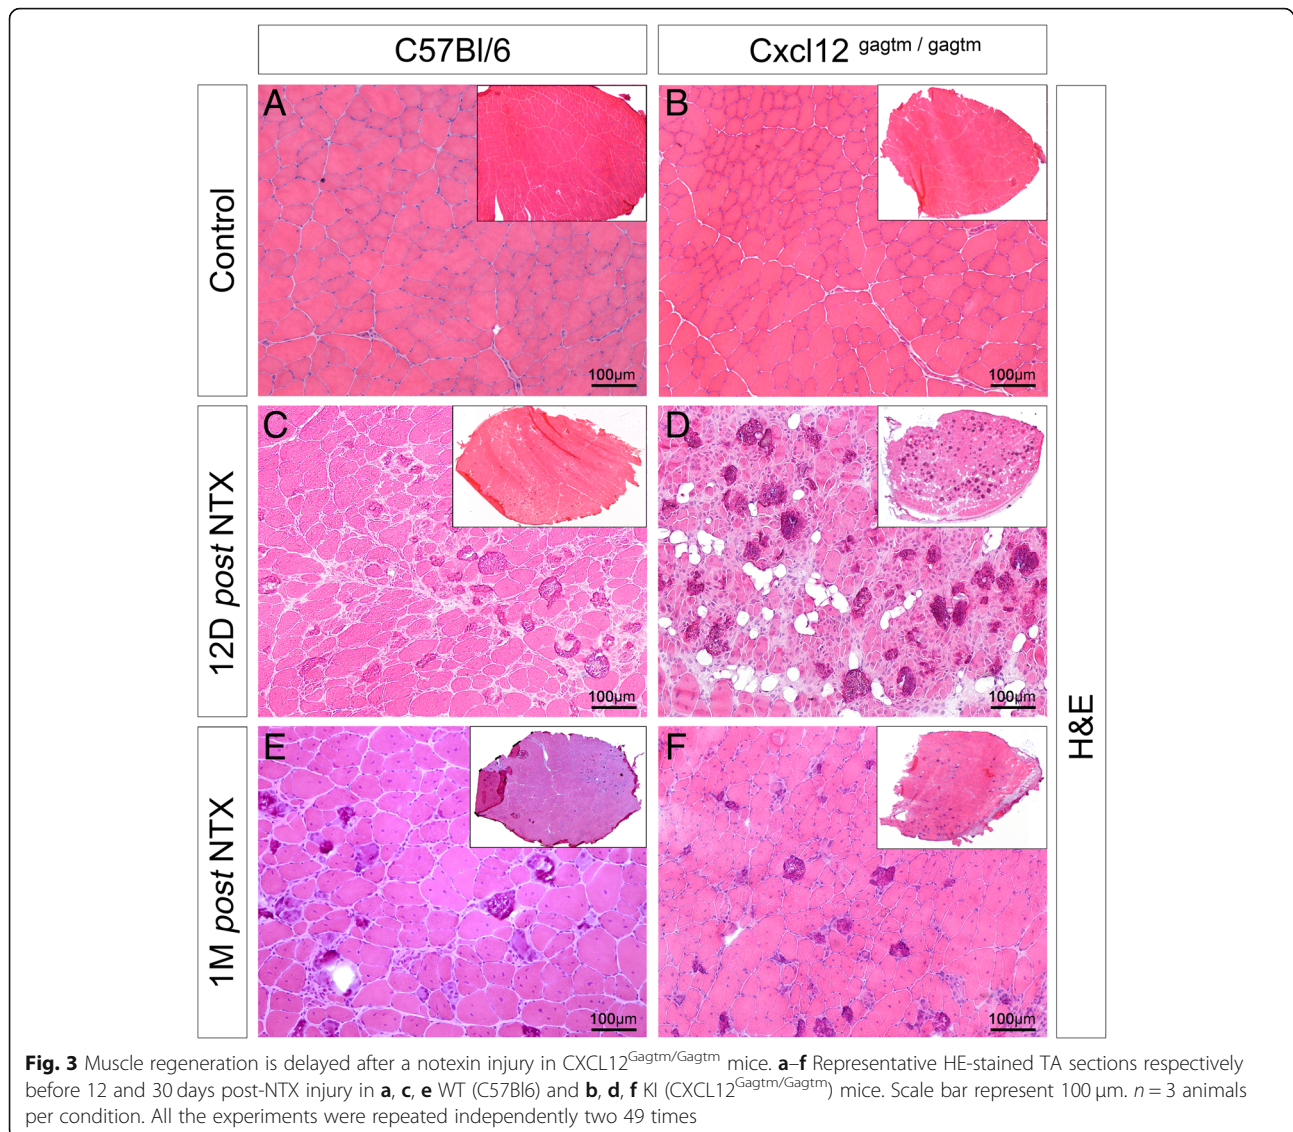 C57Bl/6
Cxcl12 gagtm / gagtm
Control
A
100µm
B
100µm
12D post NTX
C
100µm
D
100µm
1M post NTX
E
100µm
F
100µm
H&E
Fig. 3 Muscle regeneration is delayed after a notexin injury in CXCL12Gagtm/Gagtm mice. a–f Representative HE-stained TA sections respectively
before 12 and 30 days post-NTX injury in a, c, e WT (C57Bl6) and b, d, f KI (CXCL12Gagtm/Gagtm) mice. Scale bar represent 100 µm. n = 3 animals
per condition. All the experiments were repeated independently two 49 times